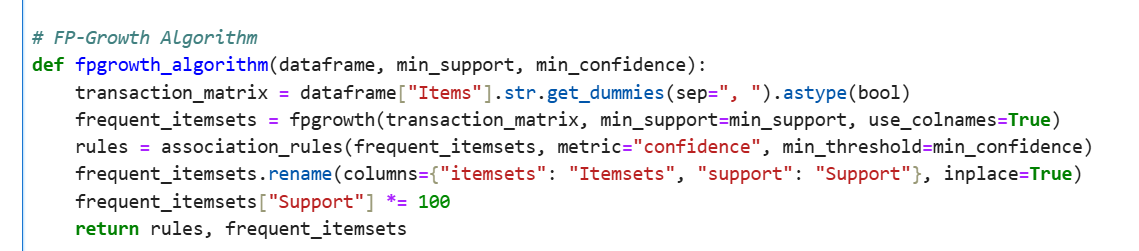 # FP-Growth Algorithm
def fpgrowth_algorithm(dataframe, min_support, min_confidence):
    transaction_matrix = dataframe["Items"].str.get_dummies(sep=", ").astype(bool)
    frequent_itemsets = fpgrowth(transaction_matrix, min_support=min_support, use_colnames=True)
    rules = association_rules(frequent_itemsets, metric="confidence", min_threshold=min_confidence)
    frequent_itemsets.rename(columns={"itemsets": "Itemsets", "support": "Support"}, inplace=True)
    frequent_itemsets["Support"] *= 100
    return rules, frequent_itemsets